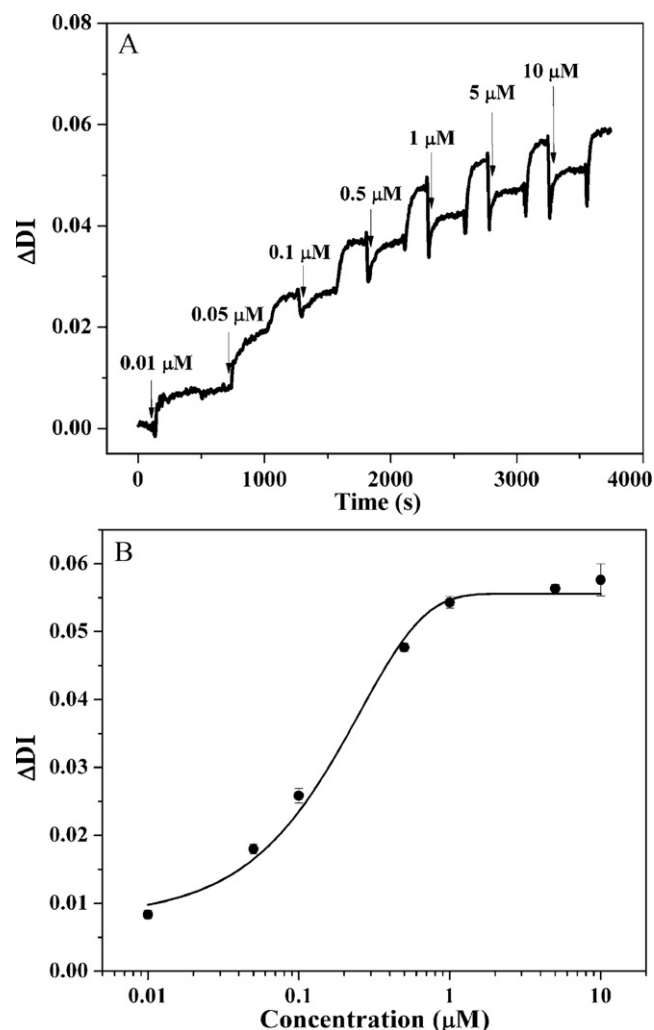 A
0.08
0.06
0.04
0.02
0.00
ΔDI
0.01 µM
0.05 µM
0.1 µM
0.5 µM
1 µM
5 µM
10 µM
0 1000 2000 3000 4000
Time (s)
B
0.06
0.05
0.04
0.03
0.02
0.01
0.00
ΔDI
0.01 0.1 1 10
Concentration (µM)